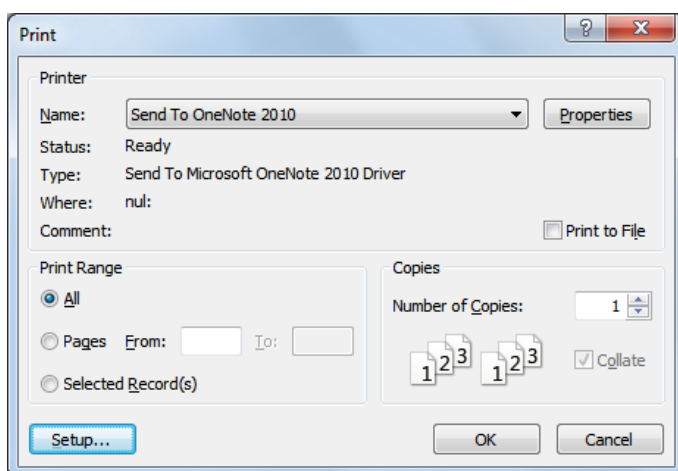 Print
Printer
Name: Send To OneNote 2010 Properties
Status: Ready
Type: Send To Microsoft OneNote 2010 Driver
Where: nul:
Comment: Print to File
Print Range
All
Pages From: To:
Selected Record(s)
Copies
Number of Copies: 1
1 2 3 1 2 3 Collate
Setup... OK Cancel